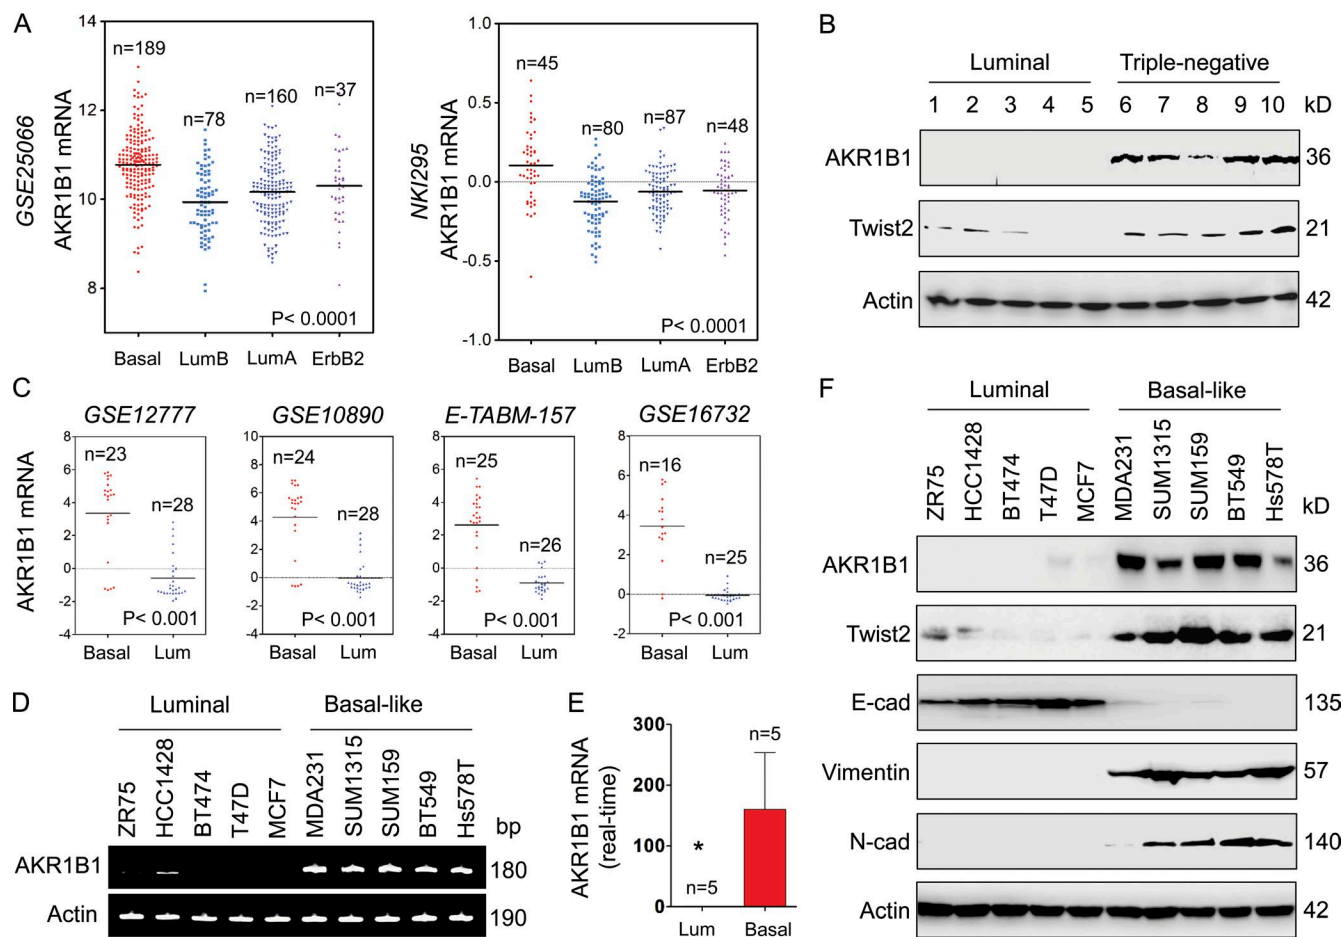 A
GSE25066
AKR1B1 mRNA
14
12
10
8
n=189
n=78
n=160
n=37
P< 0.0001
Basal LumB LumA ErbB2
NKI295
AKR1B1 mRNA
1.0
0.5
0.0
-0.5
-1.0
n=45
n=80
n=87
n=48
P< 0.0001
Basal LumB LumA ErbB2
B
Luminal Triple-negative
1 2 3 4 5 6 7 8 9 10 kD
AKR1B1 36
Twist2 21
Actin 42
C
AKR1B1 mRNA
GSE12777
8
6
4
2
0
-2
-4
n=23
n=28
P< 0.001
Basal Lum
GSE10890
10
8
6
4
2
0
-2
-4
n=24
n=28
P< 0.001
Basal Lum
E-TABM-157
8
6
4
2
0
-2
-4
n=25
n=26
P< 0.001
Basal Lum
GSE16732
8
6
4
2
0
-2
n=16
n=25
P< 0.001
Basal Lum
D
Luminal Basal-like
ZR75 HCC1428 BT474 T47D MCF7 MDA231 SUM1315 SUM159 BT549 Hs578T bp
AKR1B1 180
Actin 190
E
AKR1B1 mRNA
(real-time)
300
200
100
0
*
n=5
n=5
Lum Basal
F
Luminal Basal-like
ZR75 HCC1428 BT474 T47D MCF7 MDA231 SUM1315 SUM159 BT549 Hs578T kD
AKR1B1 36
Twist2 21
E-cad 135
Vimentin 57
N-cad 140
Actin 42